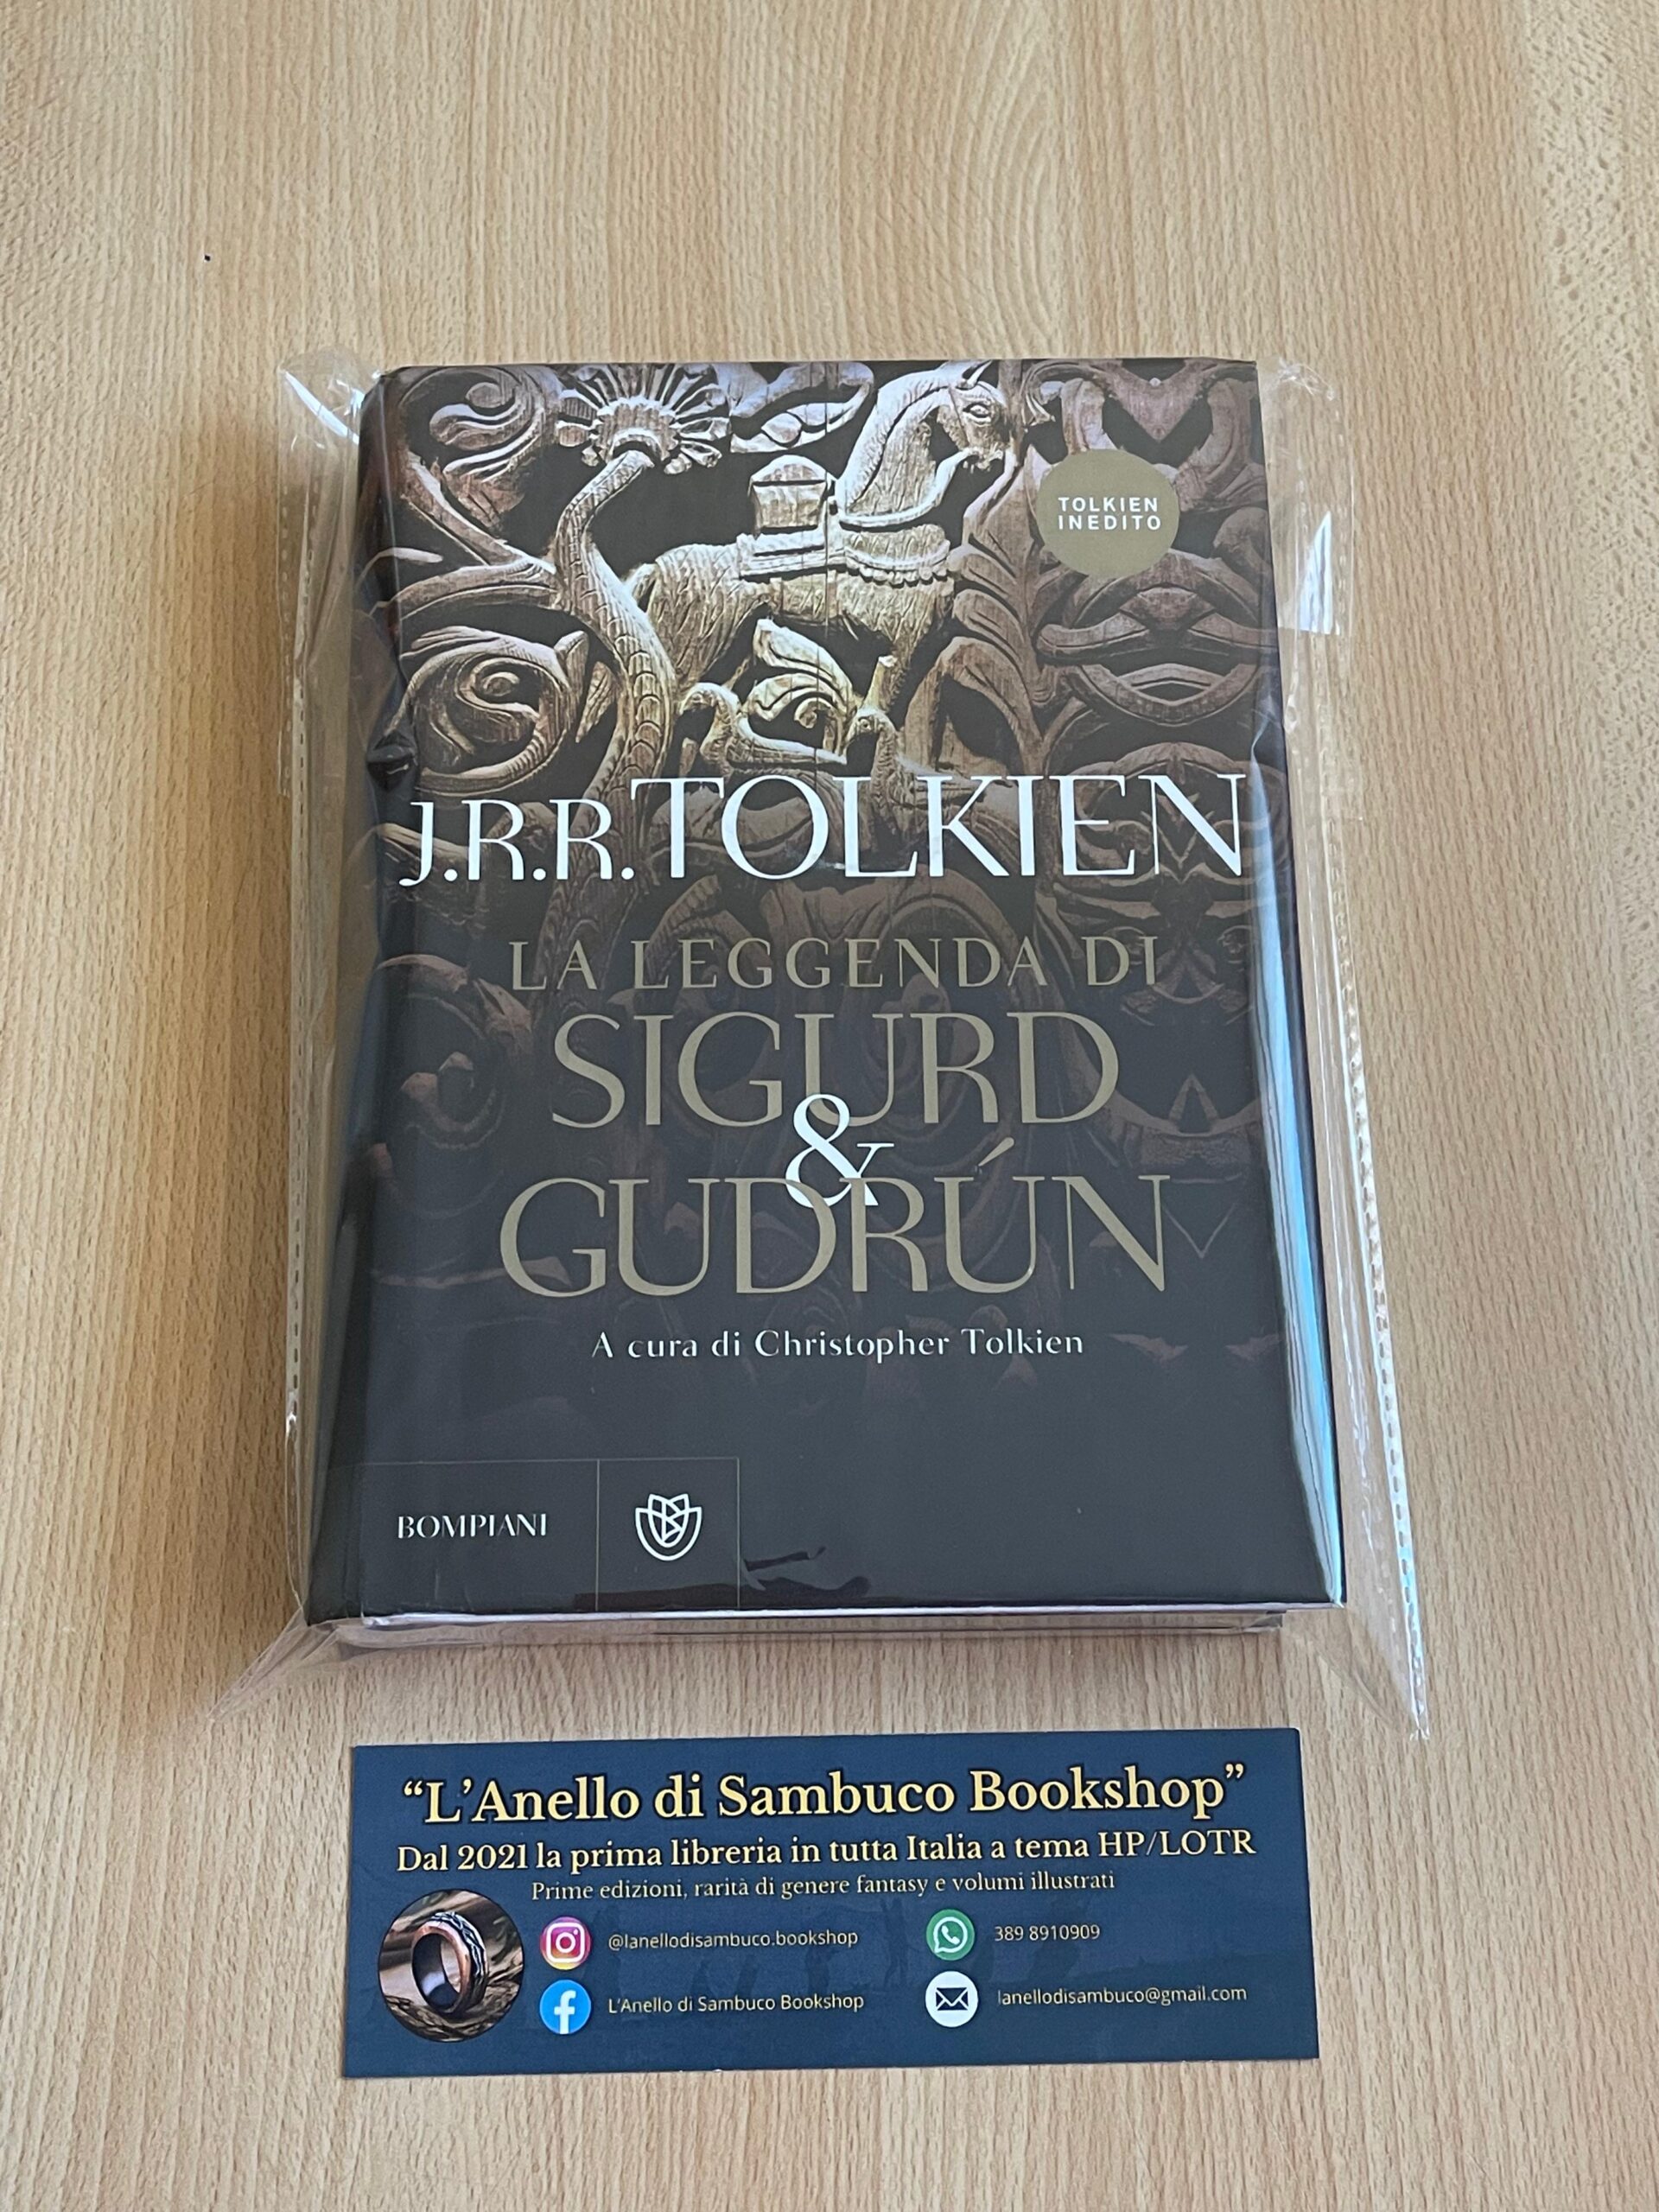 TOLKIEN
INEDITO
J.R.R. TOLKIEN
LA LEGGENDA DI
SIGURD
&
GUDRÚN
A cura di Christopher Tolkien
BOMPIANI
“L’Anello di Sambuco Bookshop”
Dal 2021 la prima libreria in tutta Italia a tema HP/LOTR
Prime edizioni, rarità di genere fantasy e volumi illustrati
@lanellodisambuco.bookshop
389 8910909
L'Anello di Sambuco Bookshop
lanellodisambuco@gmail.com